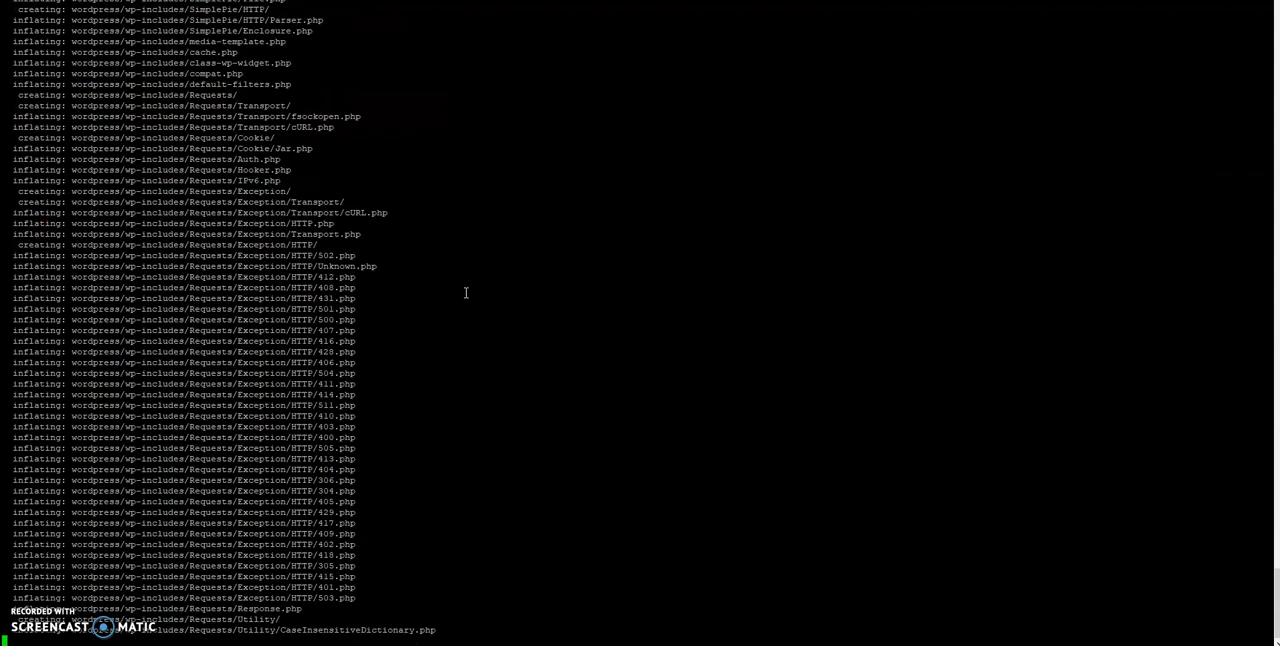 creating: wordpress/wp-includes/SimplePie/HTTP/
inflating: wordpress/wp-includes/SimplePie/HTTP/Parser.php
inflating: wordpress/wp-includes/SimplePie/Enclosure.php
inflating: wordpress/wp-includes/media-template.php
inflating: wordpress/wp-includes/cache.php
inflating: wordpress/wp-includes/class-wp-widget.php
inflating: wordpress/wp-includes/compat.php
inflating: wordpress/wp-includes/default-filters.php
creating: wordpress/wp-includes/Requests/
creating: wordpress/wp-includes/Requests/Transport/
inflating: wordpress/wp-includes/Requests/Transport/fsockopen.php
inflating: wordpress/wp-includes/Requests/Transport/cURL.php
creating: wordpress/wp-includes/Requests/Cookie/
inflating: wordpress/wp-includes/Requests/Cookie/Jar.php
inflating: wordpress/wp-includes/Requests/Auth.php
inflating: wordpress/wp-includes/Requests/Hooker.php
inflating: wordpress/wp-includes/Requests/IPv6.php
creating: wordpress/wp-includes/Requests/Exception/
creating: wordpress/wp-includes/Requests/Exception/Transport/
inflating: wordpress/wp-includes/Requests/Exception/Transport/cURL.php
inflating: wordpress/wp-includes/Requests/Exception/HTTP.php
inflating: wordpress/wp-includes/Requests/Exception/Transport.php
creating: wordpress/wp-includes/Requests/Exception/HTTP/
inflating: wordpress/wp-includes/Requests/Exception/HTTP/502.php
inflating: wordpress/wp-includes/Requests/Exception/HTTP/Unknown.php
inflating: wordpress/wp-includes/Requests/Exception/HTTP/412.php
inflating: wordpress/wp-includes/Requests/Exception/HTTP/408.php
inflating: wordpress/wp-includes/Requests/Exception/HTTP/431.php
inflating: wordpress/wp-includes/Requests/Exception/HTTP/501.php
inflating: wordpress/wp-includes/Requests/Exception/HTTP/500.php
inflating: wordpress/wp-includes/Requests/Exception/HTTP/407.php
inflating: wordpress/wp-includes/Requests/Exception/HTTP/416.php
inflating: wordpress/wp-includes/Requests/Exception/HTTP/428.php
inflating: wordpress/wp-includes/Requests/Exception/HTTP/406.php
inflating: wordpress/wp-includes/Requests/Exception/HTTP/504.php
inflating: wordpress/wp-includes/Requests/Exception/HTTP/411.php
inflating: wordpress/wp-includes/Requests/Exception/HTTP/414.php
inflating: wordpress/wp-includes/Requests/Exception/HTTP/511.php
inflating: wordpress/wp-includes/Requests/Exception/HTTP/410.php
inflating: wordpress/wp-includes/Requests/Exception/HTTP/403.php
inflating: wordpress/wp-includes/Requests/Exception/HTTP/400.php
inflating: wordpress/wp-includes/Requests/Exception/HTTP/505.php
inflating: wordpress/wp-includes/Requests/Exception/HTTP/413.php
inflating: wordpress/wp-includes/Requests/Exception/HTTP/404.php
inflating: wordpress/wp-includes/Requests/Exception/HTTP/306.php
inflating: wordpress/wp-includes/Requests/Exception/HTTP/304.php
inflating: wordpress/wp-includes/Requests/Exception/HTTP/405.php
inflating: wordpress/wp-includes/Requests/Exception/HTTP/429.php
inflating: wordpress/wp-includes/Requests/Exception/HTTP/417.php
inflating: wordpress/wp-includes/Requests/Exception/HTTP/409.php
inflating: wordpress/wp-includes/Requests/Exception/HTTP/402.php
inflating: wordpress/wp-includes/Requests/Exception/HTTP/418.php
inflating: wordpress/wp-includes/Requests/Exception/HTTP/305.php
inflating: wordpress/wp-includes/Requests/Exception/HTTP/415.php
inflating: wordpress/wp-includes/Requests/Exception/HTTP/401.php
inflating: wordpress/wp-includes/Requests/Exception/HTTP/503.php
wordpress/wp-includes/Requests/Response.php
creating: wordpress/wp-includes/Requests/Utility/
wp-includes/Requests/Utility/CaseInsensitiveDictionary.php
RECORDED WITH
SCREENCAST MATIC